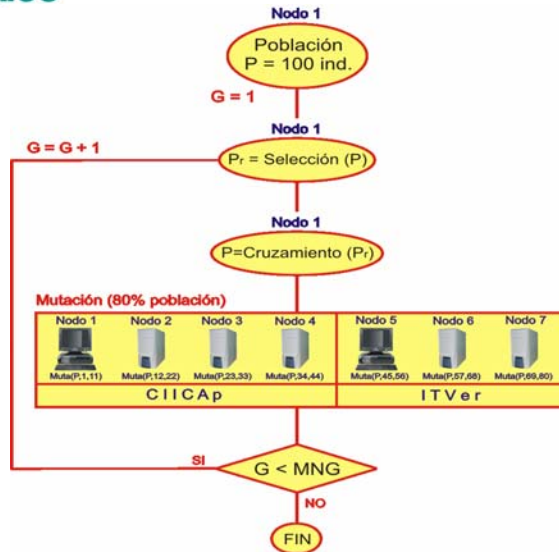 Nodo 1
Población
P = 100 ind.
G = 1
Nodo 1
G = G + 1
Pr = Selección (P)
Nodo 1
P=Cruzamiento (Pr)
Mutación (80% población)
Nodo 1 Nodo 2 Nodo 3 Nodo 4 Nodo 5 Nodo 6 Nodo 7
Muta(P,1,11) Muta(P,12,22) Muta(P,23,33) Muta(P,34,44) Muta(P,45,56) Muta(P,57,68) Muta(P,69,80)
CIICAp ITVer
SI
G < MNG
NO
FIN